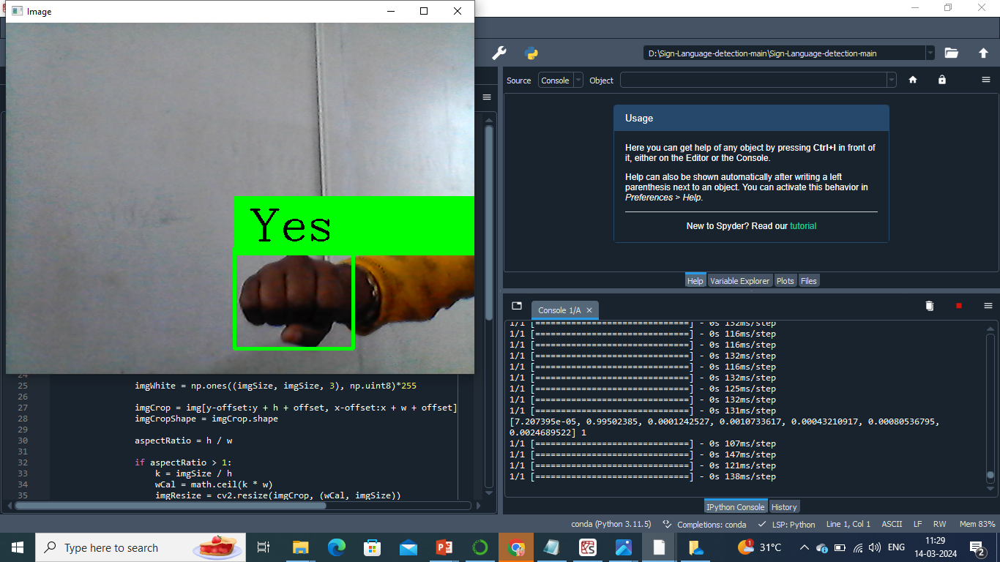 Image
Yes
D:\Sign-Language-detection-main\Sign-Language-detection-main
Source Console Object
Usage
Here you can get help of any object by pressing Ctrl+I in front of
it, either on the Editor or the Console.
Help can also be shown automatically after writing a left
parenthesis next to an object. You can activate this behavior in
Preferences > Help.
New to Spyder? Read our tutorial
Help Variable Explorer Plots Files
Console 1/A
1/1 [==============================] - 0s 132ms/step
1/1 [==============================] - 0s 116ms/step
1/1 [==============================] - 0s 116ms/step
1/1 [==============================] - 0s 132ms/step
1/1 [==============================] - 0s 116ms/step
1/1 [==============================] - 0s 132ms/step
1/1 [==============================] - 0s 125ms/step
1/1 [==============================] - 0s 132ms/step
1/1 [==============================] - 0s 131ms/step
[7.207395e-05, 0.99502385, 0.0001242527, 0.0010733617, 0.00043210917, 0.00080536795,
0.0024689522] 1
1/1 [==============================] - 0s 107ms/step
1/1 [==============================] - 0s 147ms/step
1/1 [==============================] - 0s 121ms/step
1/1 [==============================] - 0s 138ms/step
IPython Console History
24
25 imgWhite = np.ones((imgSize, imgSize, 3), np.uint8)*255
26
27 imgCrop = img[y-offset:y + h + offset, x-offset:x + w + offset]
28 imgCropShape = imgCrop.shape
29
30 aspectRatio = h / w
31
32 if aspectRatio > 1:
33 k = imgSize / h
34 wCal = math.ceil(k * w)
35 imgResize = cv2.resize(imgCrop, (wCal, imgSize))
conda (Python 3.11.5) Completions: conda LSP: Python Line 1, Col 1 ASCII LF RW Mem 83%
Type here to search
1 31°C ENG 11:29
14-03-2024 2